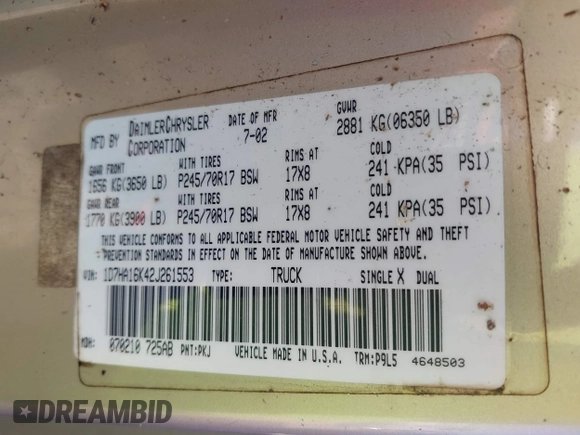 MFD BY DAIMLERCHRYSLER CORPORATION DATE OF MFR 7-02 GVWR 2881 KG(06350 LB)
GAWR FRONT WITH TIRES RIMS AT COLD
1656 KG(3650 LB) P245/70R17 BSW 17X8 241 KPA(35 PSI)
GAWR REAR WITH TIRES RIMS AT COLD
1770 KG(3900 LB) P245/70R17 BSW 17X8 241 KPA(35 PSI)
THIS VEHICLE CONFORMS TO ALL APPLICABLE FEDERAL MOTOR VEHICLE SAFETY AND THEFT
PREVENTION STANDARDS IN EFFECT ON THE DATE OF MANUFACTURE SHOWN ABOVE.
VIN: 1D7HA16K42J261553 TYPE: TRUCK SINGLE X DUAL
MDH: 070210 725AB PNT:PKJ VEHICLE MADE IN U.S.A. TRM:P9L5 4648503
DREAMBID